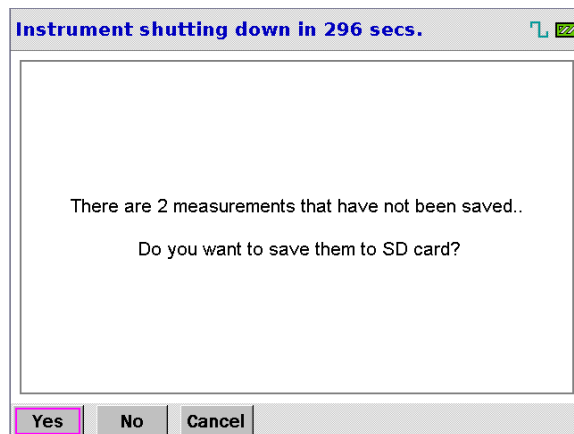 Instrument shutting down in 296 secs.
There are 2 measurements that have not been saved..
Do you want to save them to SD card?
Yes No Cancel